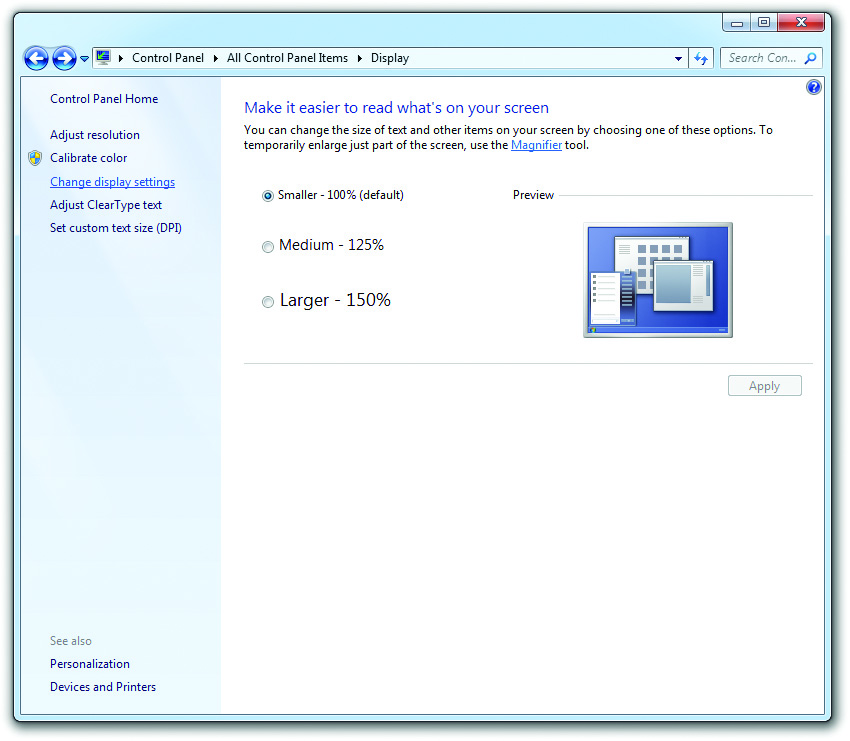 Control Panel
All Control Panel Items
Display
Search Con...
Control Panel Home
Adjust resolution
Calibrate color
Change display settings
Adjust ClearType text
Set custom text size (DPI)
See also
Personalization
Devices and Printers
Make it easier to read what's on your screen
You can change the size of text and other items on your screen by choosing one of these options. To
temporarily enlarge just part of the screen, use the Magnifier tool.
Smaller - 100% (default)
Preview
Medium - 125%
Larger - 150%
Apply